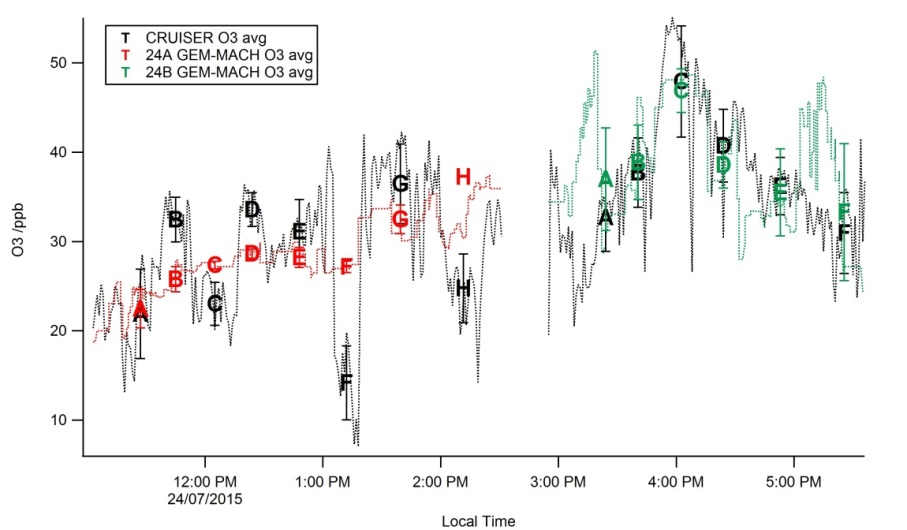 T CRUISER O3 avg
T 24A GEM-MACH O3 avg
T 24B GEM-MACH O3 avg
O3 /ppb
50
40
30
20
10
A
A
B
B
C
C
D
D
E
E
F
F
G
G
H
H
A
A
B
B
C
C
D
D
E
E
F
F
12:00 PM
24/07/2015
1:00 PM
2:00 PM
3:00 PM
4:00 PM
5:00 PM
Local Time